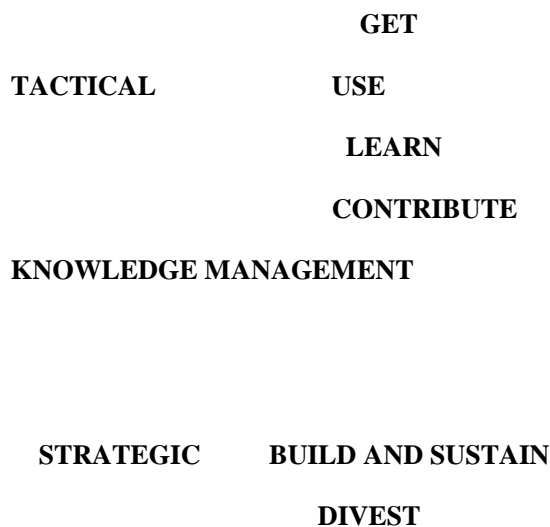 GET
TACTICAL USE
LEARN
CONTRIBUTE
KNOWLEDGE MANAGEMENT
STRATEGIC BUILD AND SUSTAIN
DIVEST